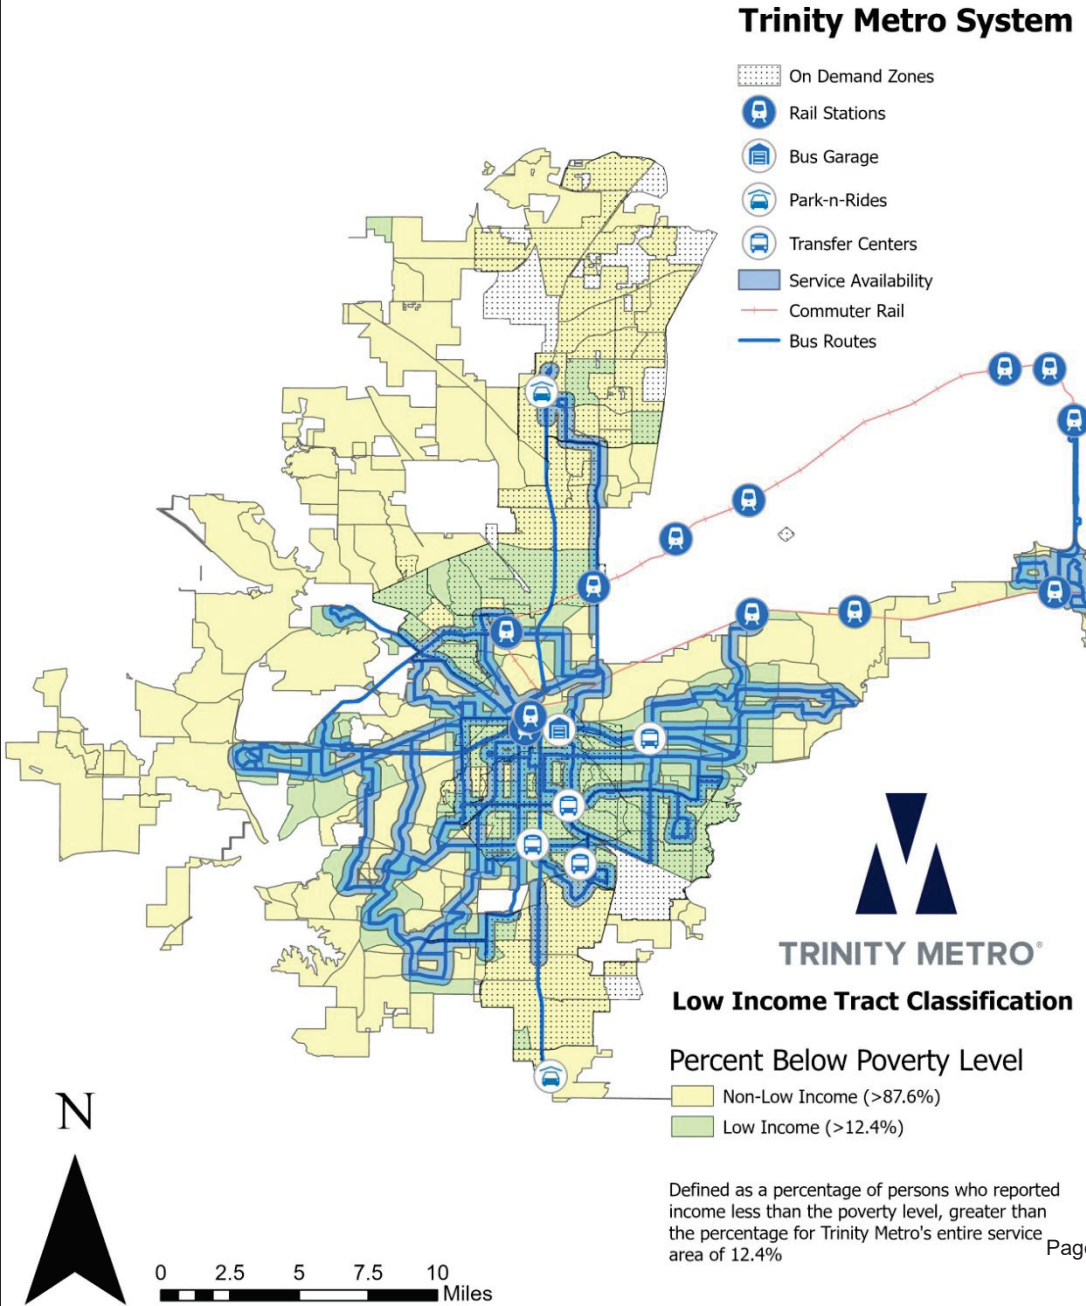 Trinity Metro System
On Demand Zones
Rail Stations
Bus Garage
Park-n-Rides
Transfer Centers
Service Availability
Commuter Rail
Bus Routes
TRINITY METRO®
Low Income Tract Classification
Percent Below Poverty Level
Non-Low Income (>87.6%)
Low Income (>12.4%)
Defined as a percentage of persons who reported
income less than the poverty level, greater than
the percentage for Trinity Metro's entire service
area of 12.4%
Page
N
0 2.5 5 7.5 10
Miles